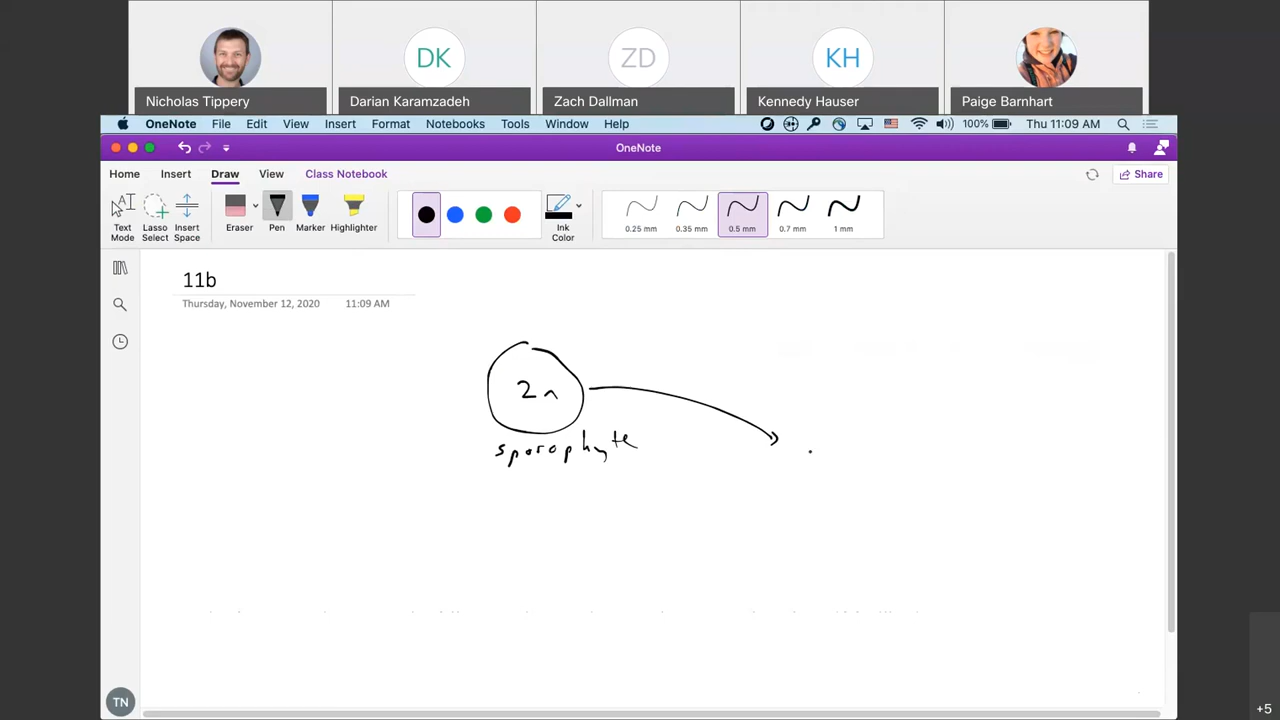 DK
ZD
KH
Nicholas Tippery
Darian Karamzadeh
Zach Dallman
Kennedy Hauser
Paige Barnhart
OneNote File Edit View Insert Format Notebooks Tools Window Help 100% Thu 11:09 AM
OneNote
Home Insert Draw View Class Notebook Share
Text Mode
Lasso Select
Insert Space
Eraser
Pen
Marker
Highlighter
Ink Color
0.25 mm
0.35 mm
0.5 mm
0.7 mm
1 mm
11b
Thursday, November 12, 2020 11:09 AM
2n
sporophyte
TN
+5